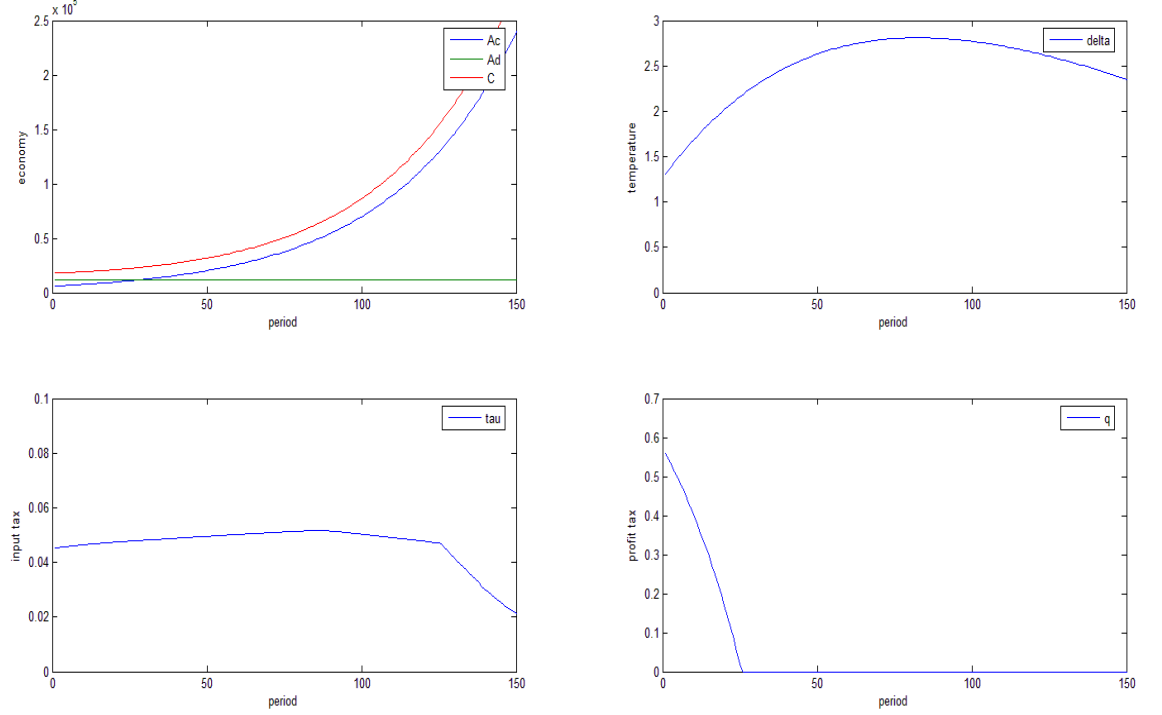 x 10⁵
2.5
2
1.5
1
0.5
0
0
50
100
150
economy
period
Ac
Ad
C
3
2.5
2
1.5
1
0.5
0
0
50
100
150
temperature
period
delta
0.1
0.08
0.06
0.04
0.02
0
0
50
100
150
input tax
period
tau
0.7
0.6
0.5
0.4
0.3
0.2
0.1
0
0
50
100
150
profit tax
period
q